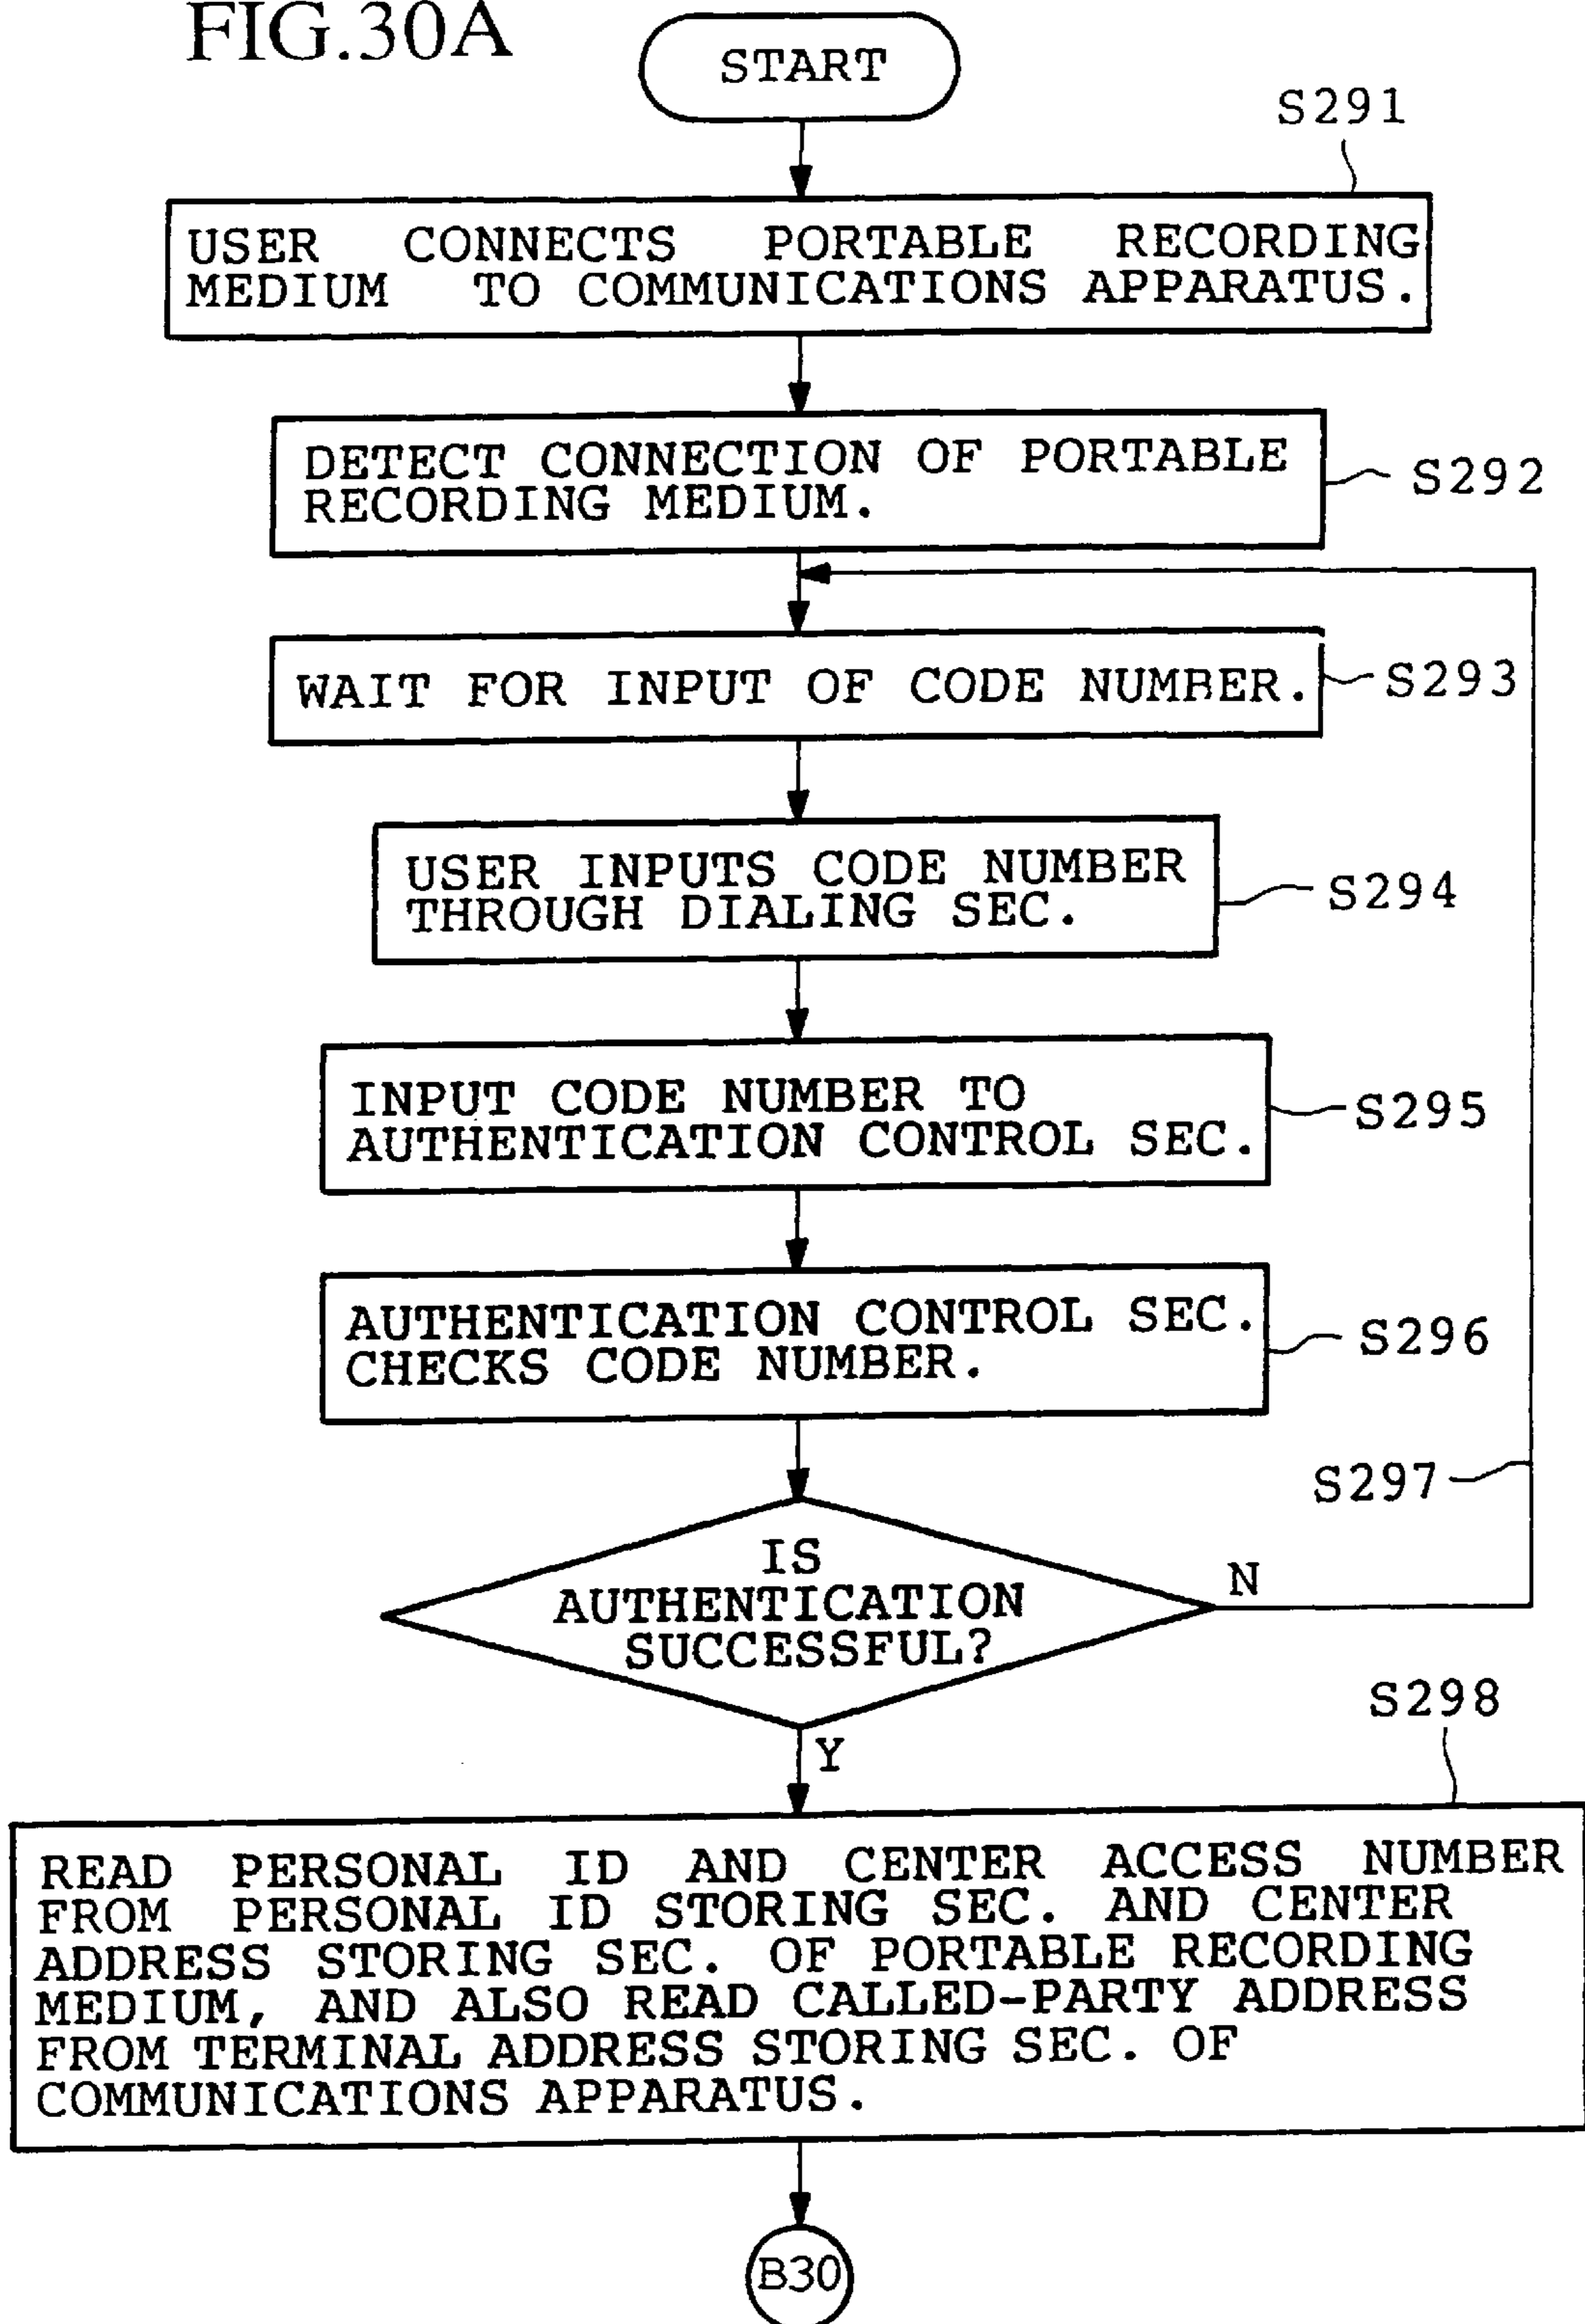 FIG.30A
START
S291
USER CONNECTS PORTABLE RECORDING
MEDIUM TO COMMUNICATIONS APPARATUS.
DETECT CONNECTION OF PORTABLE
RECORDING MEDIUM.
S292
WAIT FOR INPUT OF CODE NUMBER.
S293
USER INPUTS CODE NUMBER
THROUGH DIALING SEC.
S294
INPUT CODE NUMBER TO
AUTHENTICATION CONTROL SEC.
S295
AUTHENTICATION CONTROL SEC.
CHECKS CODE NUMBER.
S296
S297
IS
AUTHENTICATION
SUCCESSFUL?
N
Y
S298
READ PERSONAL ID AND CENTER ACCESS NUMBER
FROM PERSONAL ID STORING SEC. AND CENTER
ADDRESS STORING SEC. OF PORTABLE RECORDING
MEDIUM, AND ALSO READ CALLED-PARTY ADDRESS
FROM TERMINAL ADDRESS STORING SEC. OF
COMMUNICATIONS APPARATUS.
B30